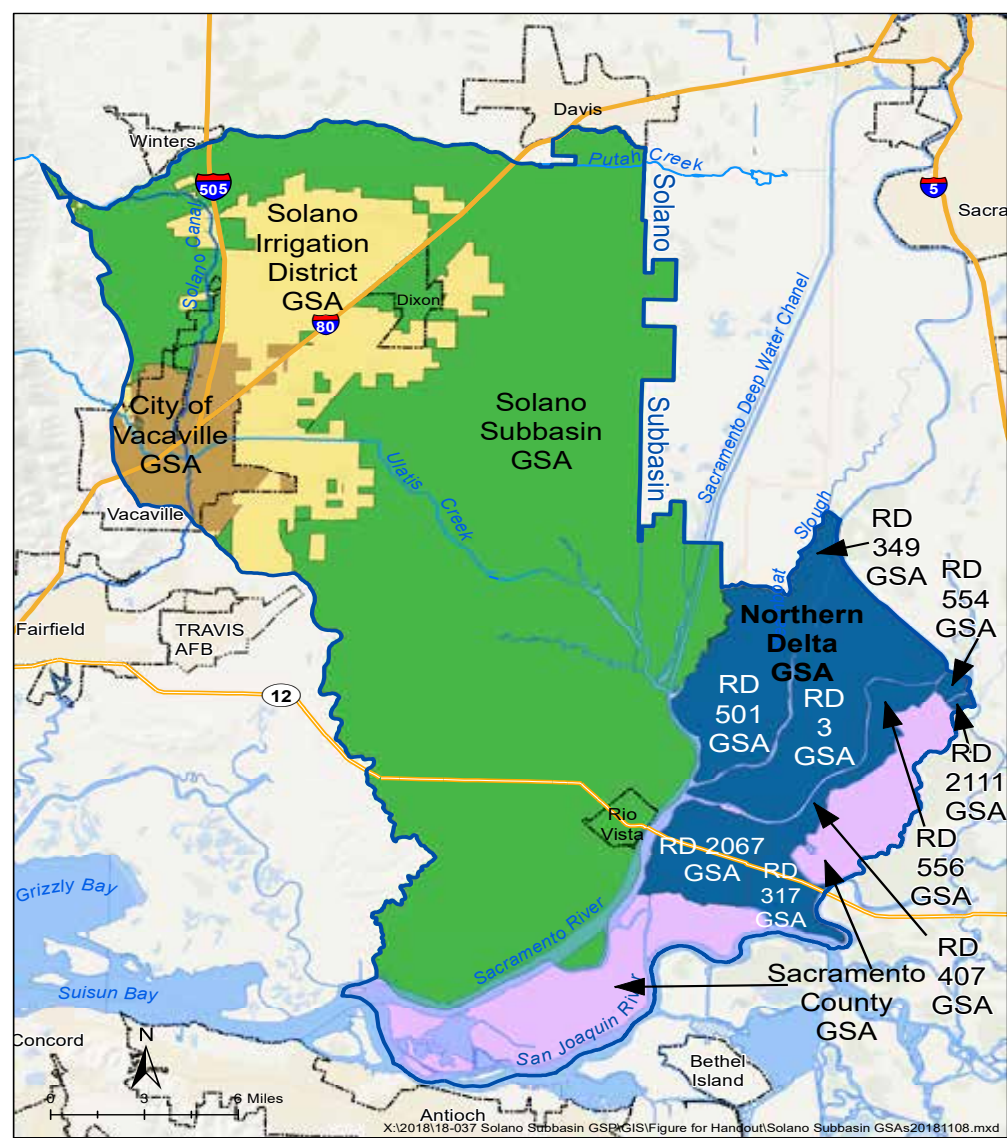 Davis
Winters
Putah Creek
505
5
Solano Canal
Solano
Irrigation
District
GSA
Solano
Subbasin
Sacra
Dixon
80
Sacramento Deep Water Chanel
City of
Vacaville
GSA
Solano
Subbasin
GSA
Ulatis Creek
Vacaville
Slough
oat
RD
349
GSA
RD
554
GSA
Northern
Delta
GSA
Fairfield
TRAVIS
AFB
12
RD
501
GSA
RD
3
GSA
RD
2111
GSA
Rio
Vista
RD 2067
GSA
RD
317
GSA
RD
556
GSA
Grizzly Bay
Sacramento River
RD
407
GSA
Suisun Bay
Sacramento
County
GSA
San Joaquin River
Concord
N
Bethel
Island
0 3 6 Miles
Antioch
X:\2018\18-037 Solano Subbasin GSP\GIS\Figure for Handout\Solano Subbasin GSAs20181108.mxd